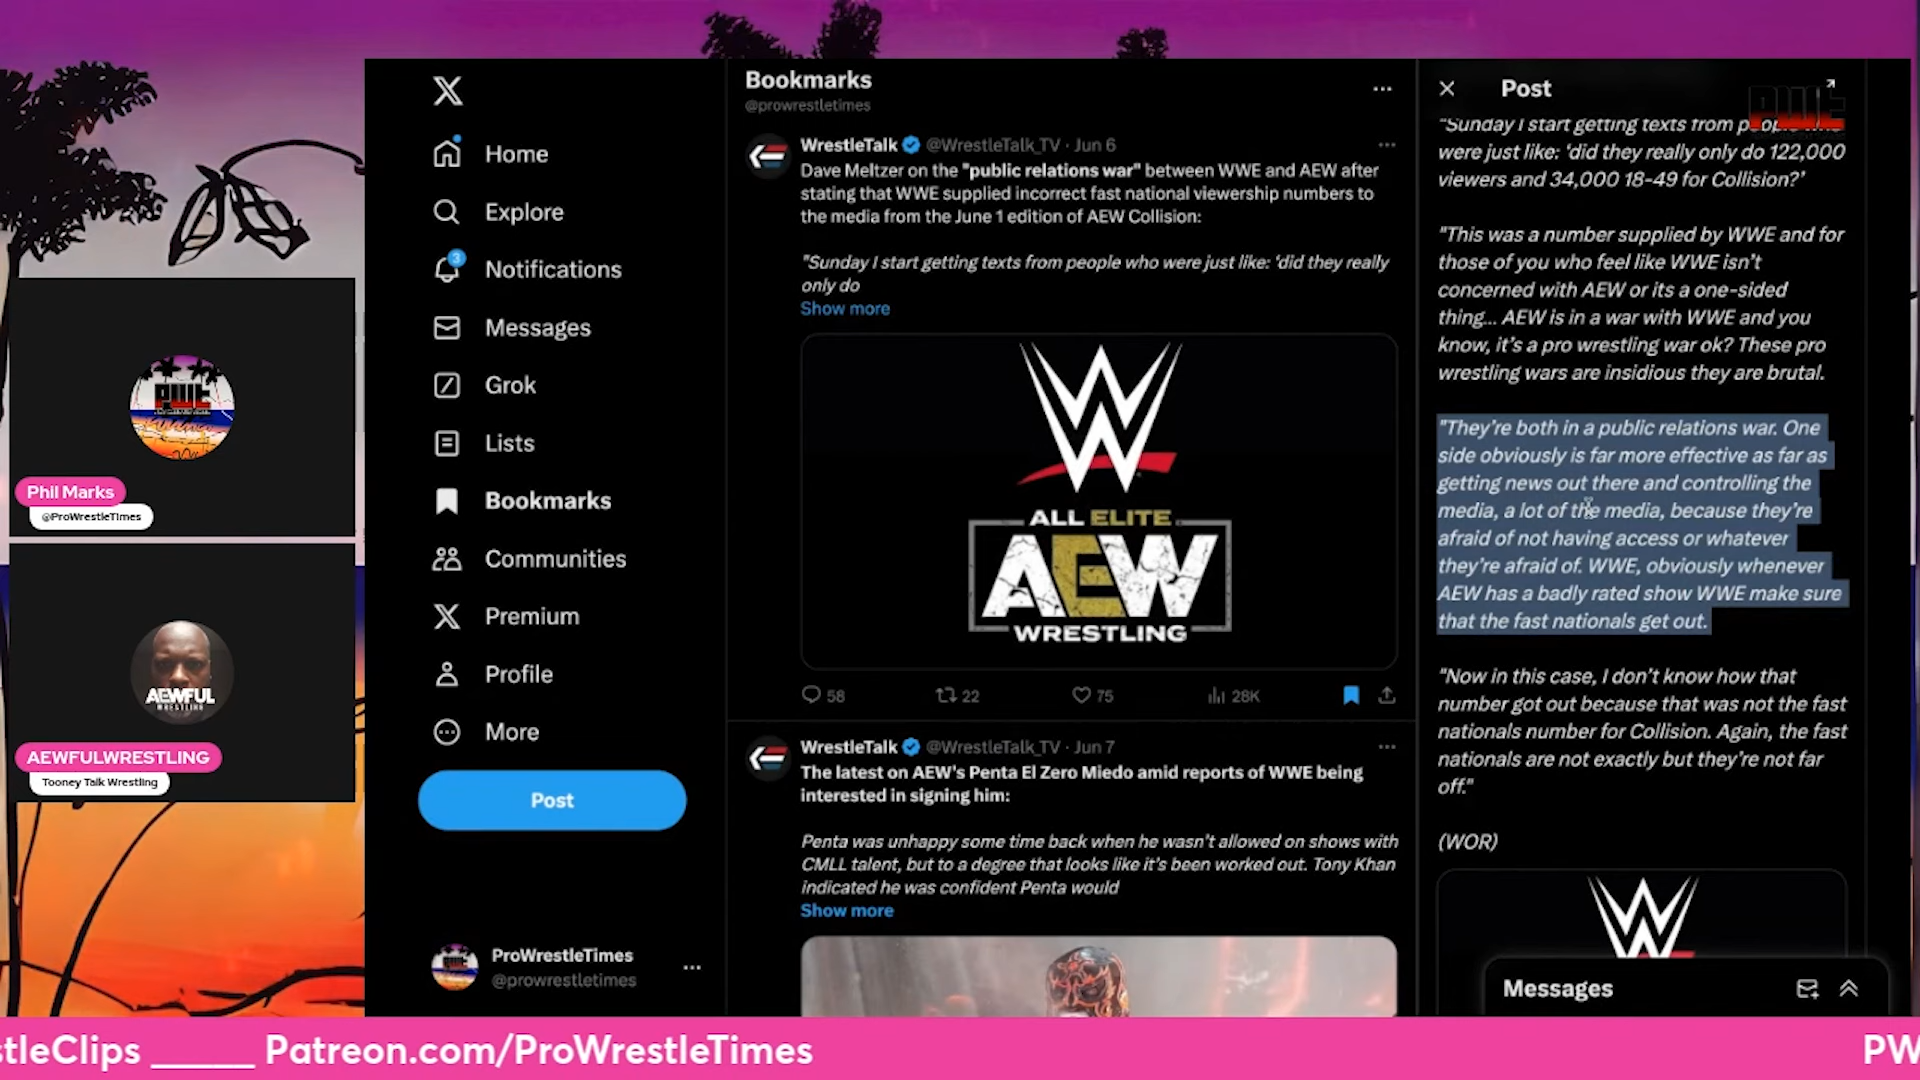 Phil Marks
@ProWrestleTimes
AEWFUL
WRESTLING
AEWFULWRESTLING
Tooney Talk Wrestling
Home
Explore
3
Notifications
Messages
Grok
Lists
Bookmarks
Communities
Premium
Profile
More
Post
ProWrestleTimes
@prowrestletimes
Bookmarks
@prowrestletimes
WrestleTalk @WrestleTalk_TV · Jun 6
Dave Meltzer on the "public relations war" between WWE and AEW after
stating that WWE supplied incorrect fast national viewership numbers to
the media from the June 1 edition of AEW Collision:
"Sunday I start getting texts from people who were just like: 'did they really
only do
Show more
W
ALL ELITE
AEW
WRESTLING
58
22
75
28K
WrestleTalk @WrestleTalk_TV · Jun 7
The latest on AEW's Penta El Zero Miedo amid reports of WWE being
interested in signing him:
Penta was unhappy some time back when he wasn't allowed on shows with
CMLL talent, but to a degree that looks like it's been worked out. Tony Khan
indicated he was confident Penta would
Show more
Post
PWT
"Sunday I start getting texts from people who
were just like: 'did they really only do 122,000
viewers and 34,000 18-49 for Collision?'
"This was a number supplied by WWE and for
those of you who feel like WWE isn't
concerned with AEW or its a one-sided
thing... AEW is in a war with WWE and you
know, it's a pro wrestling war ok? These pro
wrestling wars are insidious they are brutal.
"They're both in a public relations war. One
side obviously is far more effective as far as
getting news out there and controlling the
media, a lot of the media, because they're
afraid of not having access or whatever
they're afraid of. WWE, obviously whenever
AEW has a badly rated show WWE make sure
that the fast nationals get out.
"Now in this case, I don't know how that
number got out because that was not the fast
nationals number for Collision. Again, the fast
nationals are not exactly but they're not far
off."
(WOR)
Messages
stleClips _____ Patreon.com/ProWrestleTimes
PW